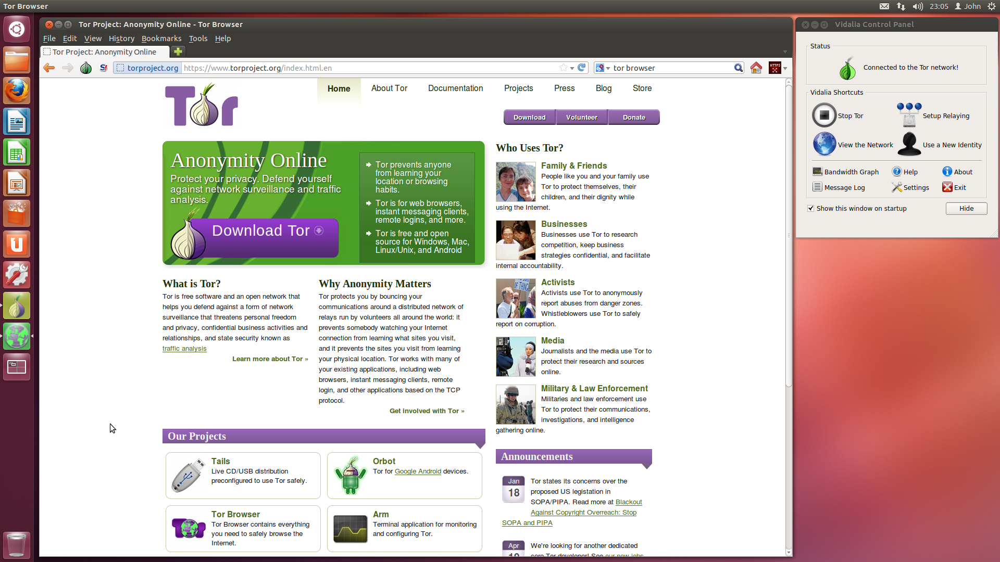 Tor Browser
23:05
John
Tor Project: Anonymity Online - Tor Browser
File Edit View History Bookmarks Tools Help
Tor Project: Anonymity Online
torproject.org
https://www.torproject.org/index.html.en
tor browser
HTTPS
Tor
Home
About Tor
Documentation
Projects
Press
Blog
Store
Download
Volunteer
Donate
Anonymity Online
Protect your privacy. Defend yourself
against network surveillance and traffic
analysis.
Download Tor
Tor prevents anyone
from learning your
location or browsing
habits.
Tor is for web browsers,
instant messaging clients,
remote logins, and more.
Tor is free and open
source for Windows, Mac,
Linux/Unix, and Android
What is Tor?
Tor is free software and an open network that
helps you defend against a form of network
surveillance that threatens personal freedom
and privacy, confidential business activities and
relationships, and state security known as
traffic analysis
Learn more about Tor »
Why Anonymity Matters
Tor protects you by bouncing your
communications around a distributed network of
relays run by volunteers all around the world: it
prevents somebody watching your Internet
connection from learning what sites you visit,
and it prevents the sites you visit from learning
your physical location. Tor works with many of
your existing applications, including web
browsers, instant messaging clients, remote
login, and other applications based on the TCP
protocol.
Get involved with Tor »
Our Projects
Tails
Live CD/USB distribution
preconfigured to use Tor safely.
Orbot
Tor for Google Android devices.
Tor Browser
Tor Browser contains everything
you need to safely browse the
Internet.
Arm
Terminal application for monitoring
and configuring Tor.
Who Uses Tor?
Family & Friends
People like you and your family use
Tor to protect themselves, their
children, and their dignity while
using the Internet.
Businesses
Businesses use Tor to research
competition, keep business
strategies confidential, and facilitate
internal accountability.
OF THING
Activists
Activists use Tor to anonymously
report abuses from danger zones.
Whistleblowers use Tor to safely
report on corruption.
Media
Journalists and the media use Tor to
protect their research and sources
online.
Military & Law Enforcement
Militaries and law enforcement use
Tor to protect their communications,
investigations, and intelligence
gathering online.
Announcements
Jan
18
Tor states its concerns over the
proposed US legistation in
SOPA/PIPA. Read more at Blackout
Against Copyright Overreach: Stop
SOPA and PIPA
Apr
We're looking for another dedicated
core Tor developer! See our new jobs
Vidalia Control Panel
Status
Connected to the Tor network!
Vidalia Shortcuts
Stop Tor
Setup Relaying
View the Network
Use a New Identity
Bandwidth Graph
Help
About
Message Log
Settings
Exit
Show this window on startup
Hide